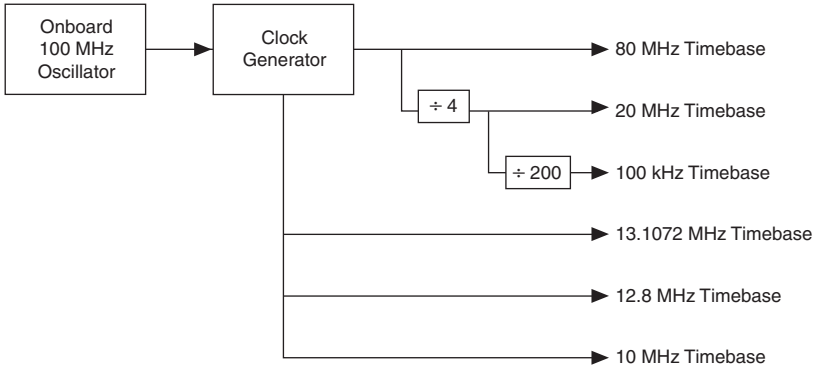 Onboard
100 MHz
Oscillator
Clock
Generator
80 MHz Timebase
÷ 4
20 MHz Timebase
÷ 200
100 kHz Timebase
13.1072 MHz Timebase
12.8 MHz Timebase
10 MHz Timebase